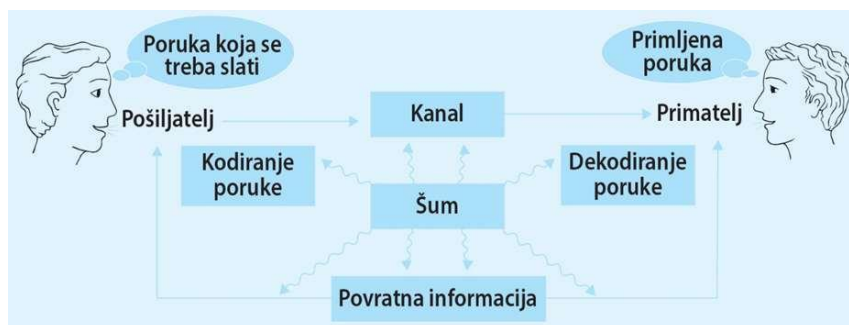 Poruka koja se
treba slati
Primljena
poruka
Pošiljatelj
Kanal
Primatelj
Kodiranje
poruke
Dekodiranje
poruke
Šum
Povratna informacija